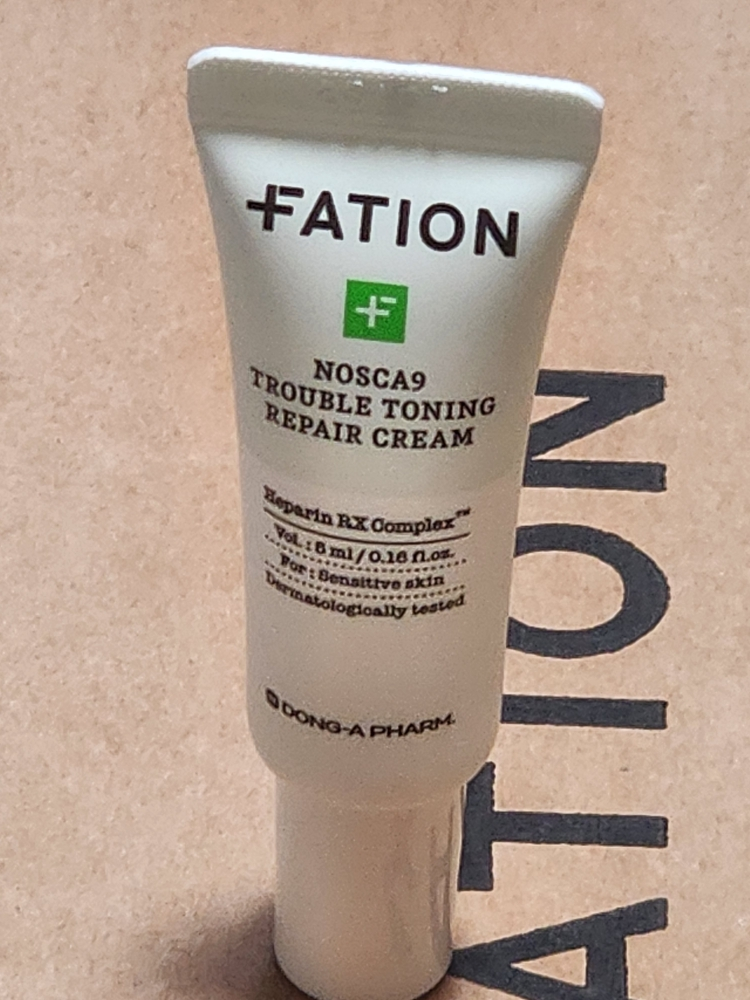 FATION
+F
NOSCA9
TROUBLE TONING
REPAIR CREAM
Heparin RX Complex™
Vol. : 5 ml / 0.16 fl.oz.
For : Sensitive skin
Dermatologically tested
DONG-A PHARM.
ATION